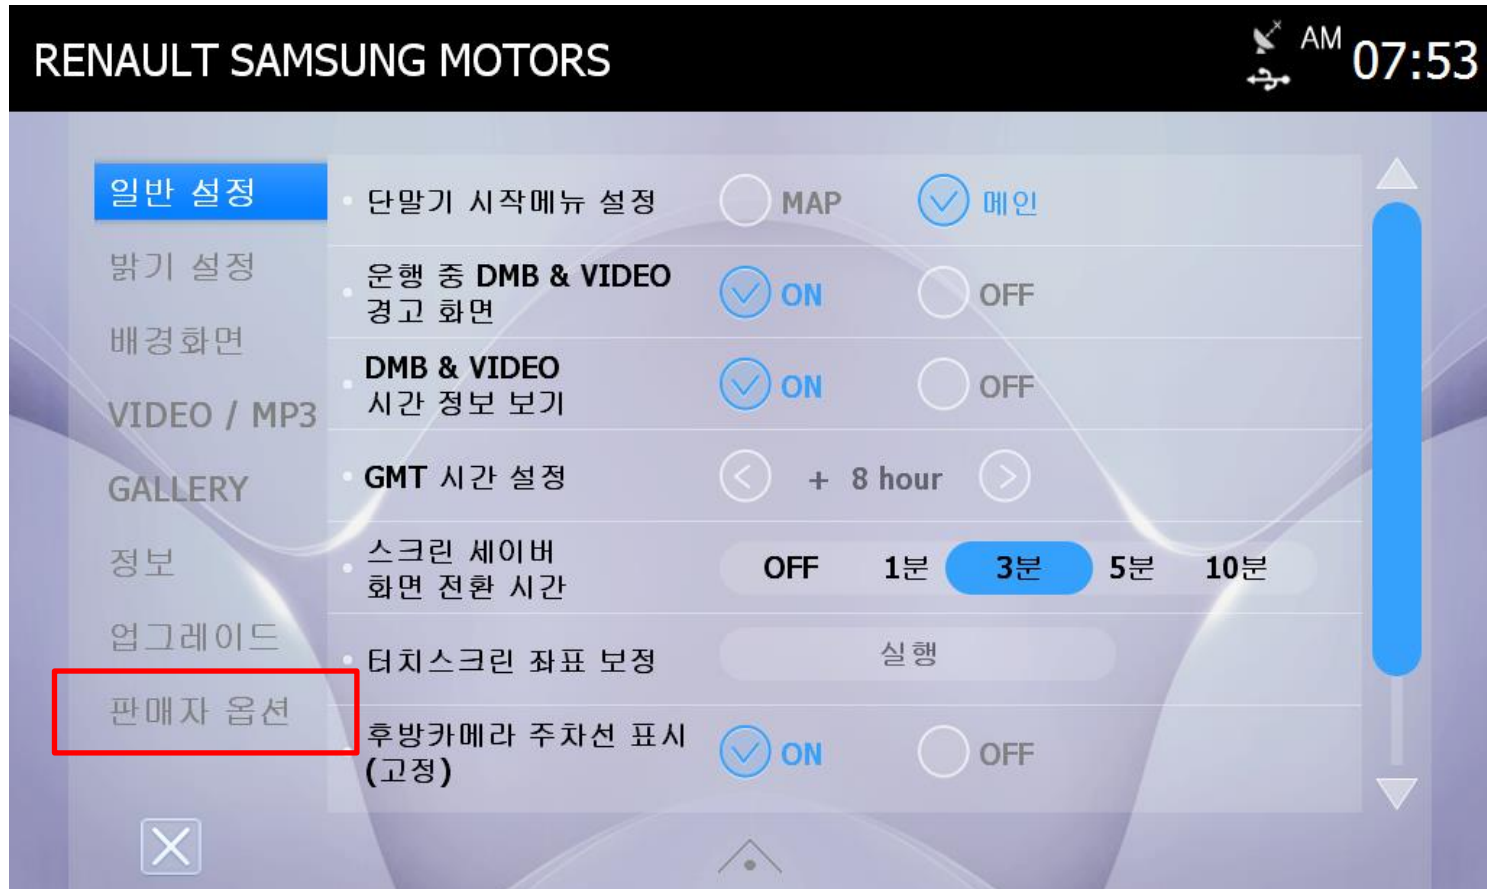 RENAULT SAMSUNG MOTORS
AM 07:53
일반 설정
밝기 설정
배경화면
VIDEO / MP3
GALLERY
정보
업그레이드
판매자 옵션
단말기 시작메뉴 설정 MAP 메인
운행 중 DMB & VIDEO
경고 화면
ON OFF
DMB & VIDEO
시간 정보 보기
ON OFF
GMT 시간 설정 + 8 hour
스크린 세이버
화면 전환 시간
OFF 1분 3분 5분 10분
터치스크린 좌표 보정 실행
후방카메라 주차선 표시
(고정)
ON OFF